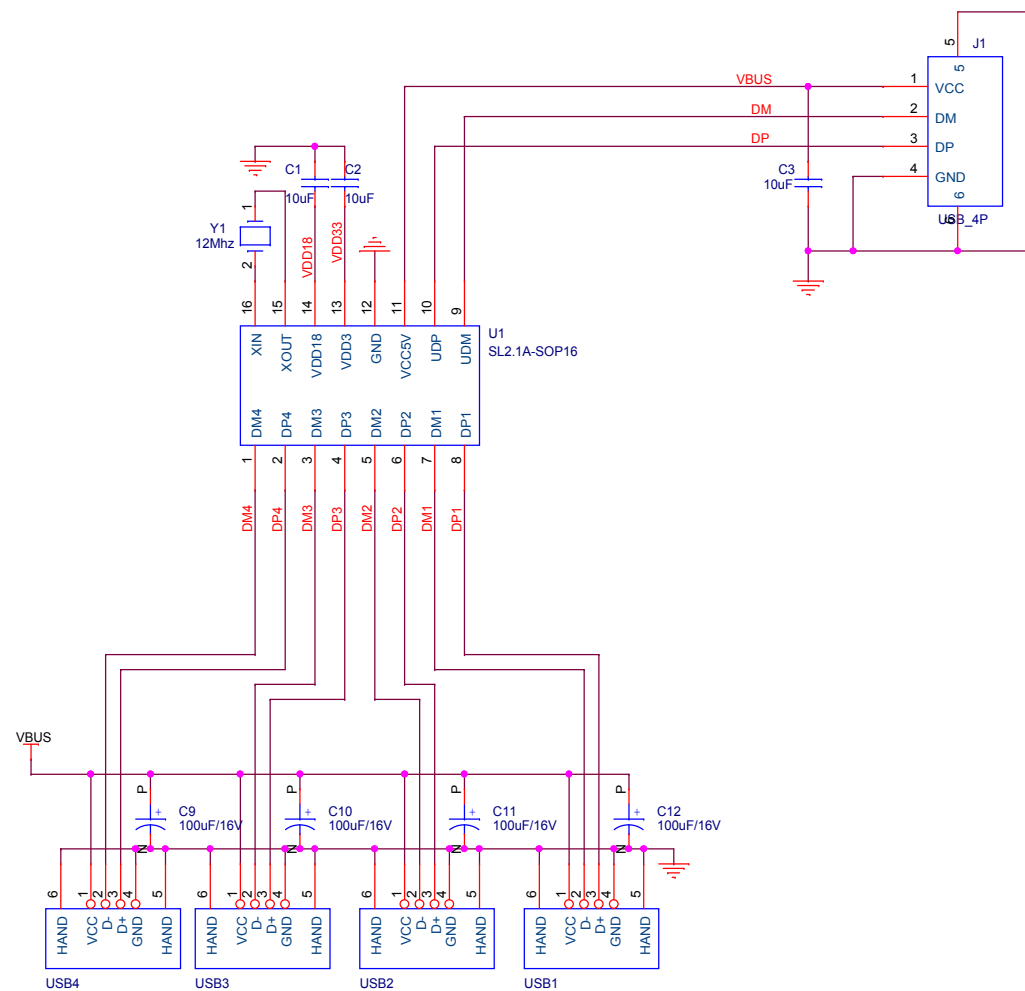 5
J1
5
VBUS
1
VCC
DM
2
DM
DP
3
DP
C1
C2
C3
4
GND
10uF
10uF
10uF
6
1
Y1
12Mhz
USB_4P
6
2
VDD18
VDD33
16
15
14
13
12
11
10
9
U1
SL2.1A-SOP16
XIN
XOUT
VDD18
VDD3
GND
VCC5V
UDP
UDM
DM4
DP4
DM3
DP3
DM2
DP2
DM1
DP1
1
2
3
4
5
6
7
8
DM4
DP4
DM3
DP3
DM2
DP2
DM1
DP1
VBUS
P
P
P
P
+
+
+
+
C9
100uF/16V
C10
100uF/16V
C11
100uF/16V
C12
100uF/16V
N
N
N
N
6
1
2
3
4
5
6
1
2
3
4
5
6
1
2
3
4
5
6
1
2
3
4
5
HAND
VCC
D-
D+
GND
HAND
HAND
VCC
D-
D+
GND
HAND
HAND
VCC
D-
D+
GND
HAND
HAND
VCC
D-
D+
GND
HAND
USB4
USB3
USB2
USB1